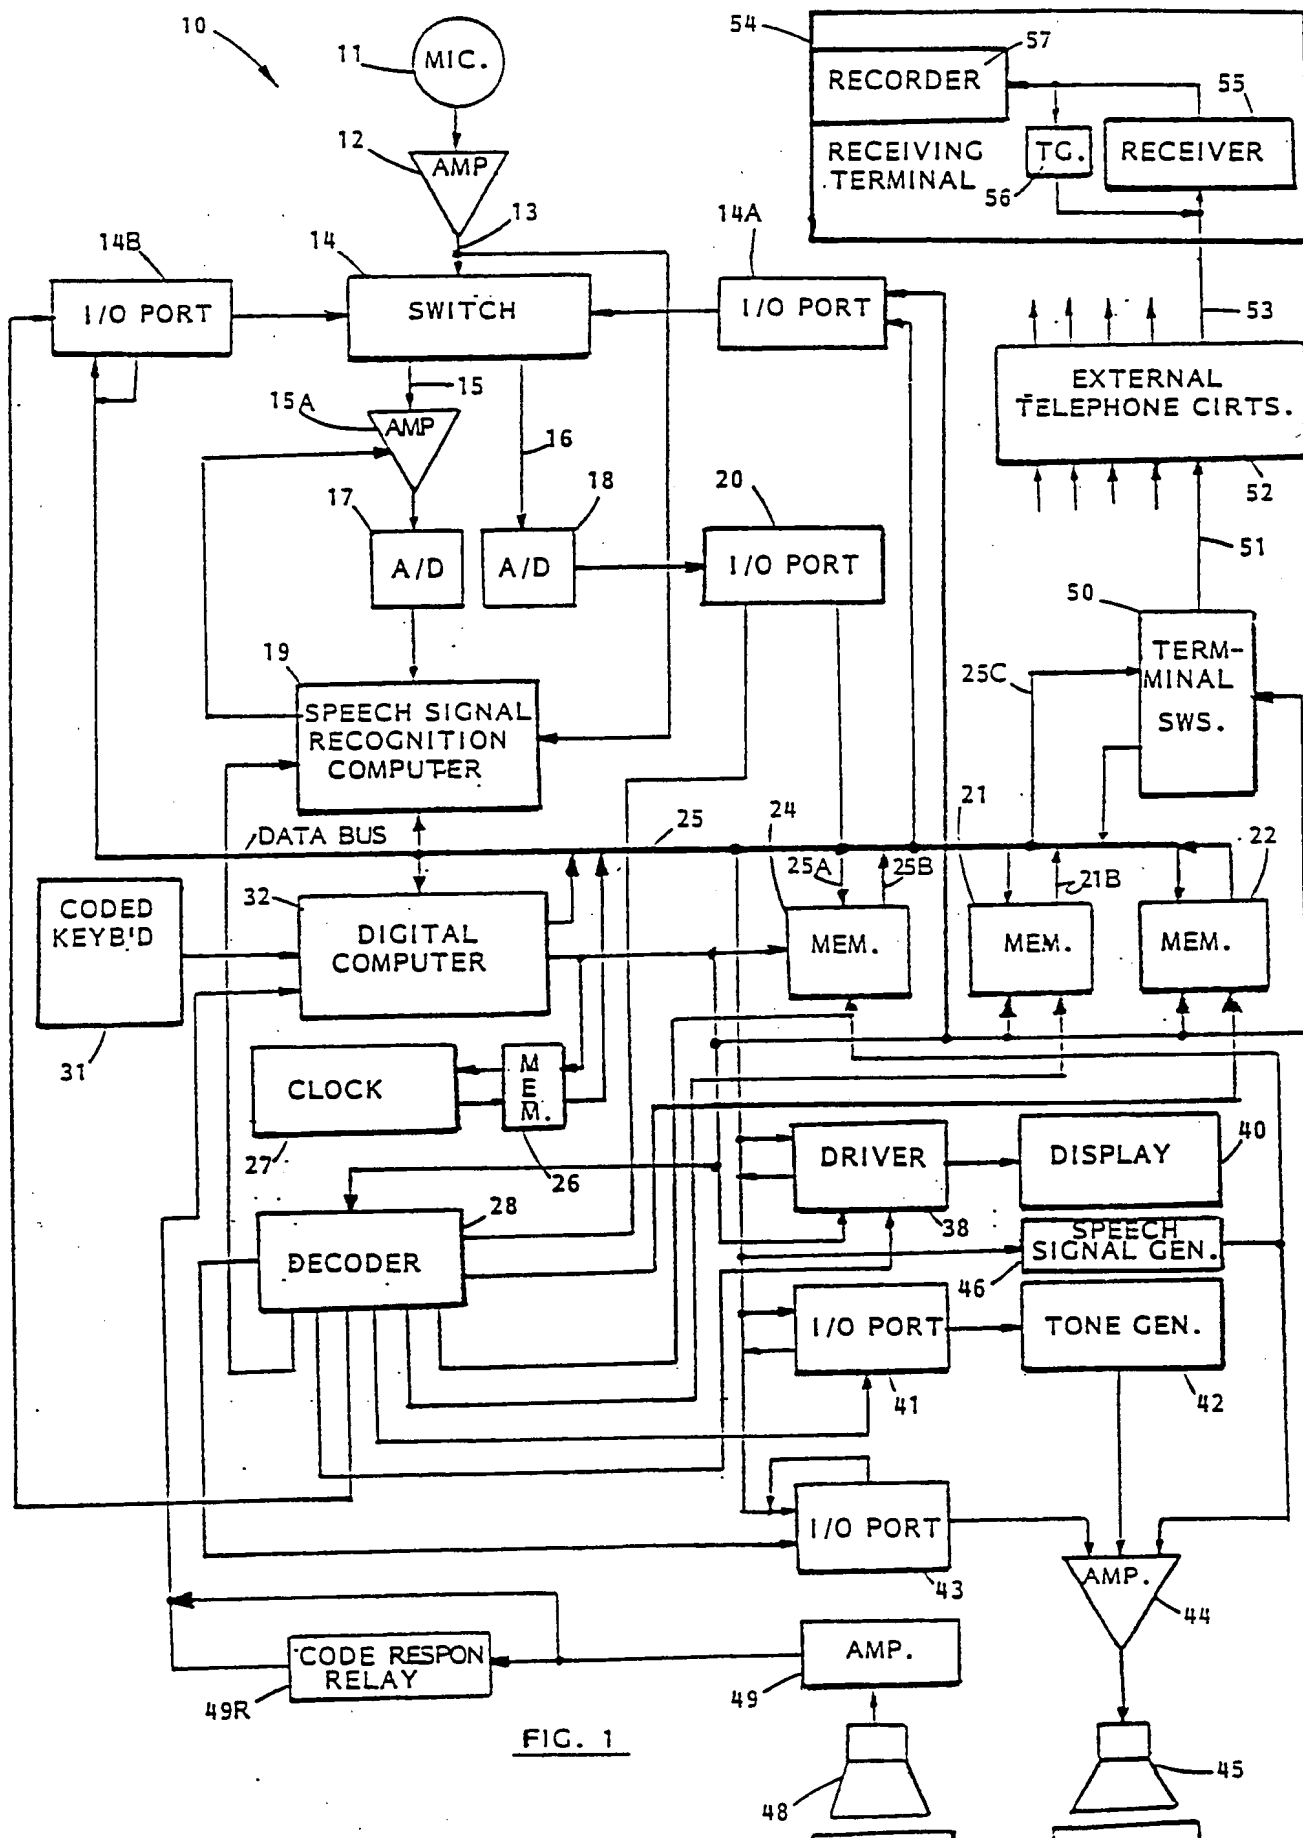 10
11
MIC.
54
57
RECORDER
55
12
AMP
RECEIVING
TERMINAL
TG.
RECEIVER
56
13
14A
14B
14
I/O PORT
SWITCH
I/O PORT
53
15
15A
AMP
EXTERNAL
TELEPHONE CIRTS.
16
52
17
18
20
A/D
A/D
I/O PORT
51
50
19
TERM-
MINAL
SWS.
25C
SPEECH SIGNAL
RECOGNITION
COMPUTER
DATA BUS
25
24
21
22
25A
25B
21B
CODED
KEYB'D
32
DIGITAL
COMPUTER
MEM.
MEM.
MEM.
31
CLOCK
MEM.
27
26
DRIVER
DISPLAY
40
28
38
DECODER
SPEECH
SIGNAL GEN.
46
I/O PORT
TONE GEN.
41
42
I/O PORT
43
AMP.
44
CODE RESPON
RELAY
AMP.
49R
49
FIG. 1
48
45